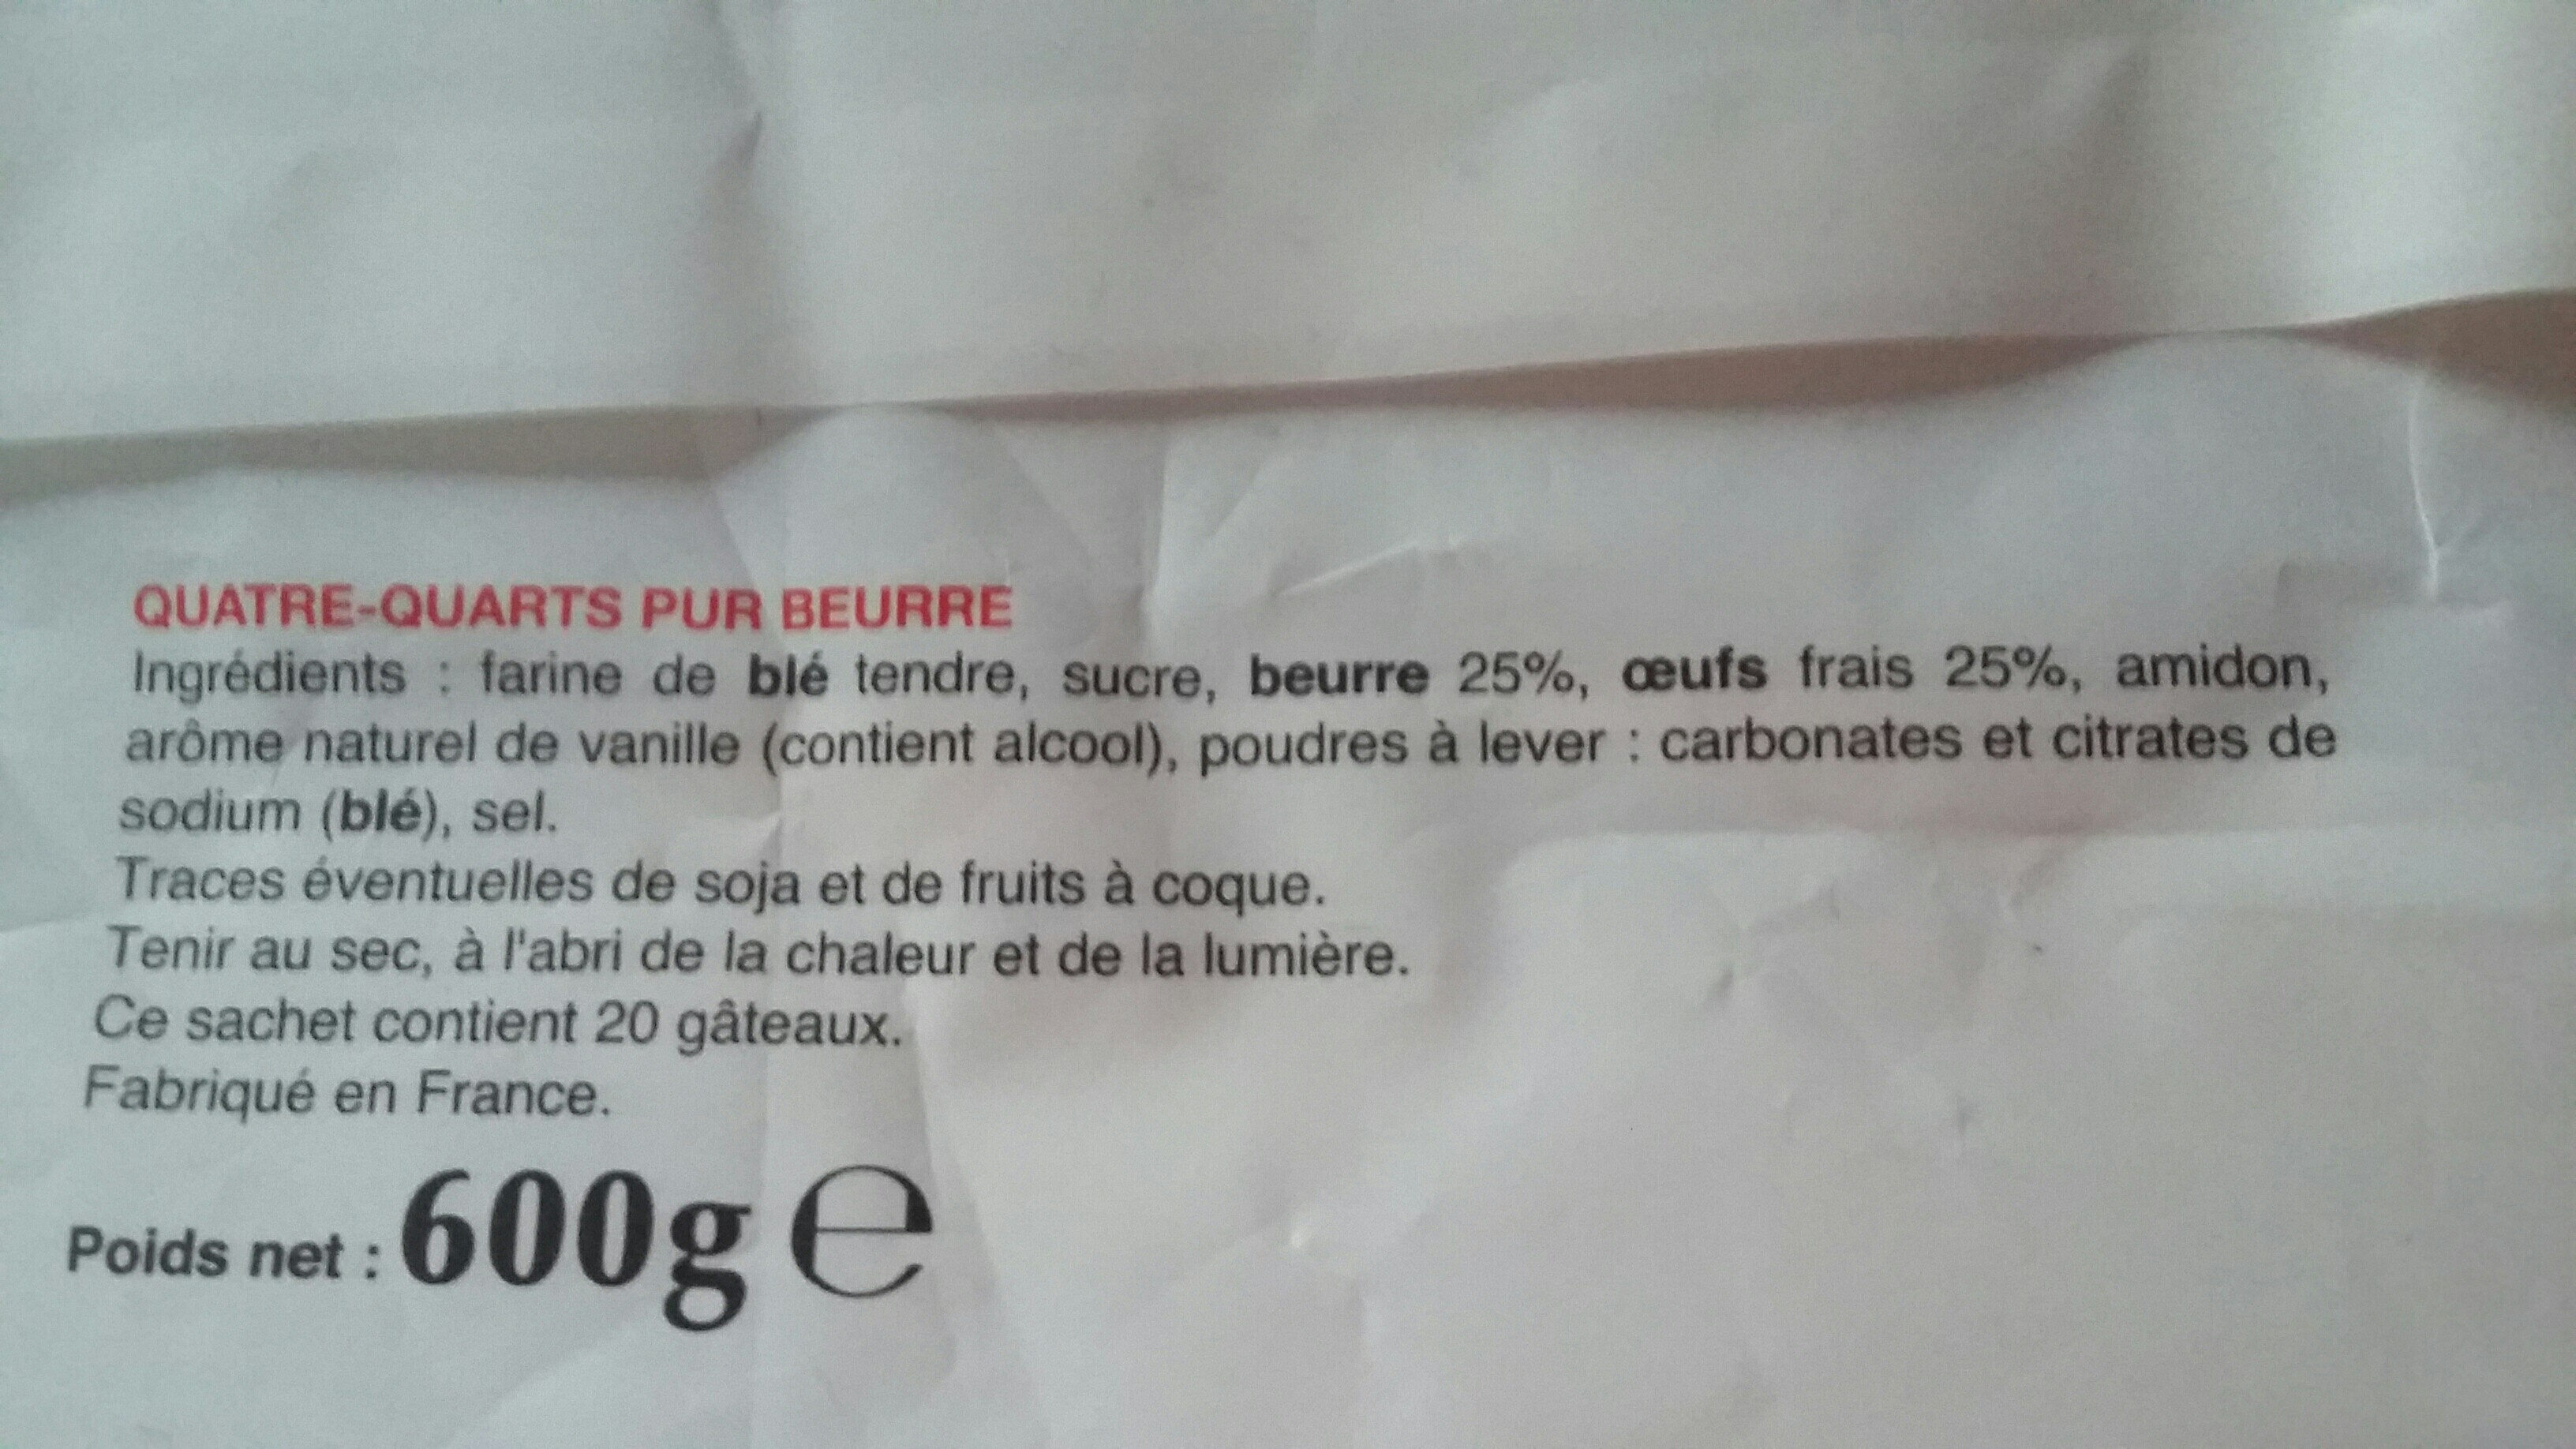 QUATRE-QUARTS PUR BEURRE
Ingrédients : farine de blé tendre, sucre, beurre 25%, œufs frais 25%, amidon,
arôme naturel de vanille (contient alcool), poudres à lever : carbonates et citrates de
sodium (blé), sel.
Traces éventuelles de soja et de fruits à coque.
Tenir au sec, à l'abri de la chaleur et de la lumière.
Ce sachet contient 20 gâteaux.
Fabriqué en France.
Poids net : 600g ℮